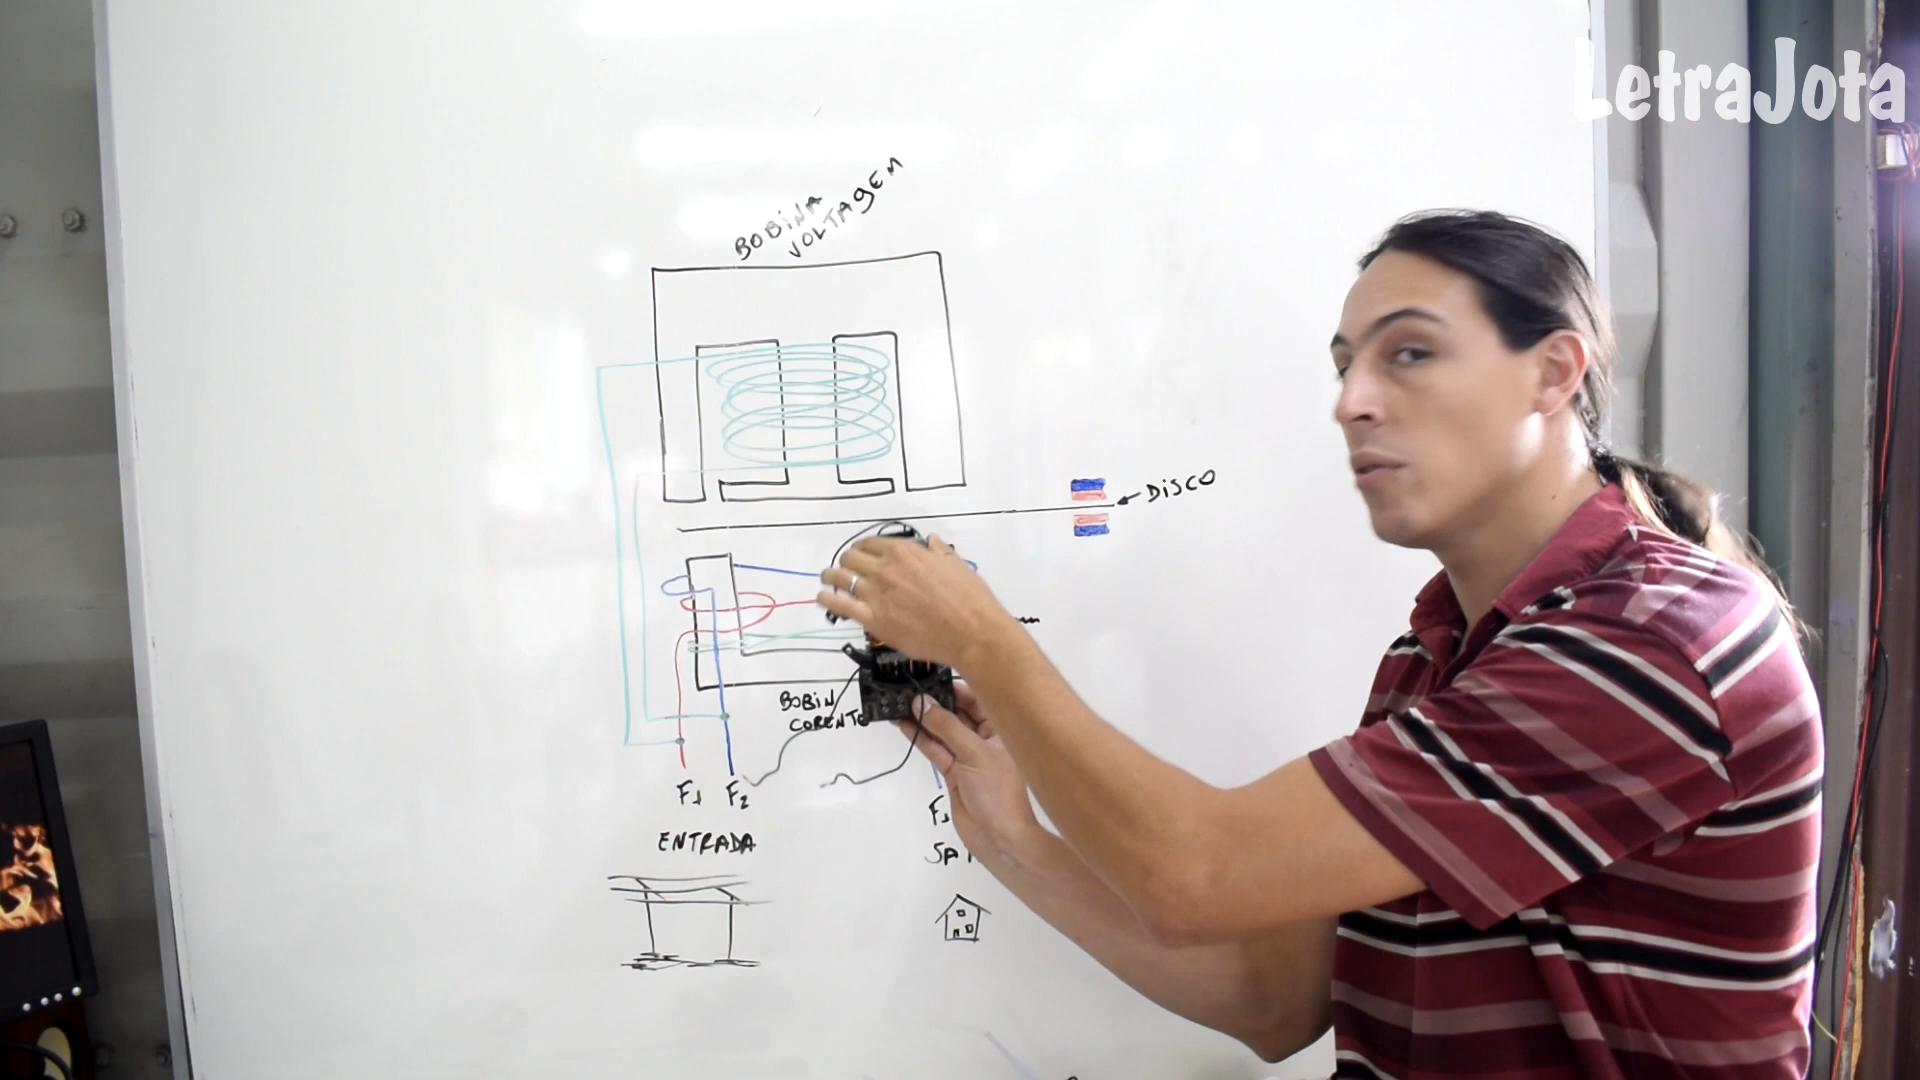 LetraJota
BOBINA
VOLTAGEM
DISCO
BOBIN
CORENTE
F1 F2
ENTRADA